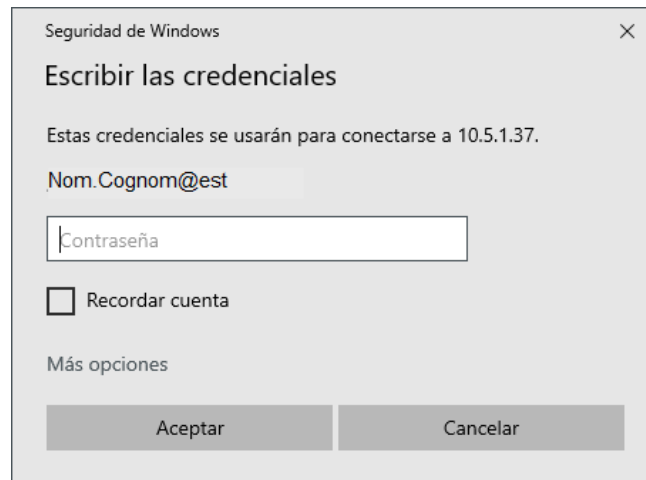 Seguridad de Windows
Escribir las credenciales
Estas credenciales se usarán para conectarse a 10.5.1.37.
Nom.Cognom@est
Contraseña
Recordar cuenta
Más opciones
Aceptar
Cancelar